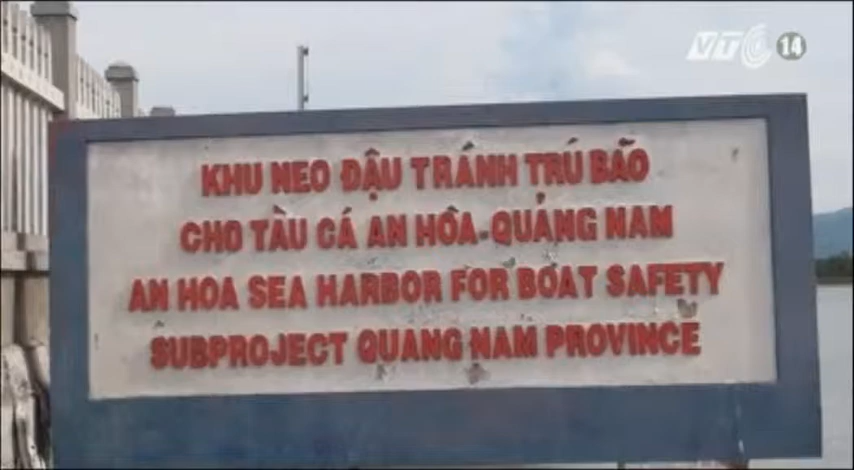 VTC 14
KHU NEO ĐẬU TRÁNH TRÚ BÃO
CHO TÀU CÁ AN HÒA-QUẢNG NAM
AN HOA SEA HARBOR FOR BOAT SAFETY
SUBPROJECT QUANG NAM PROVINCE